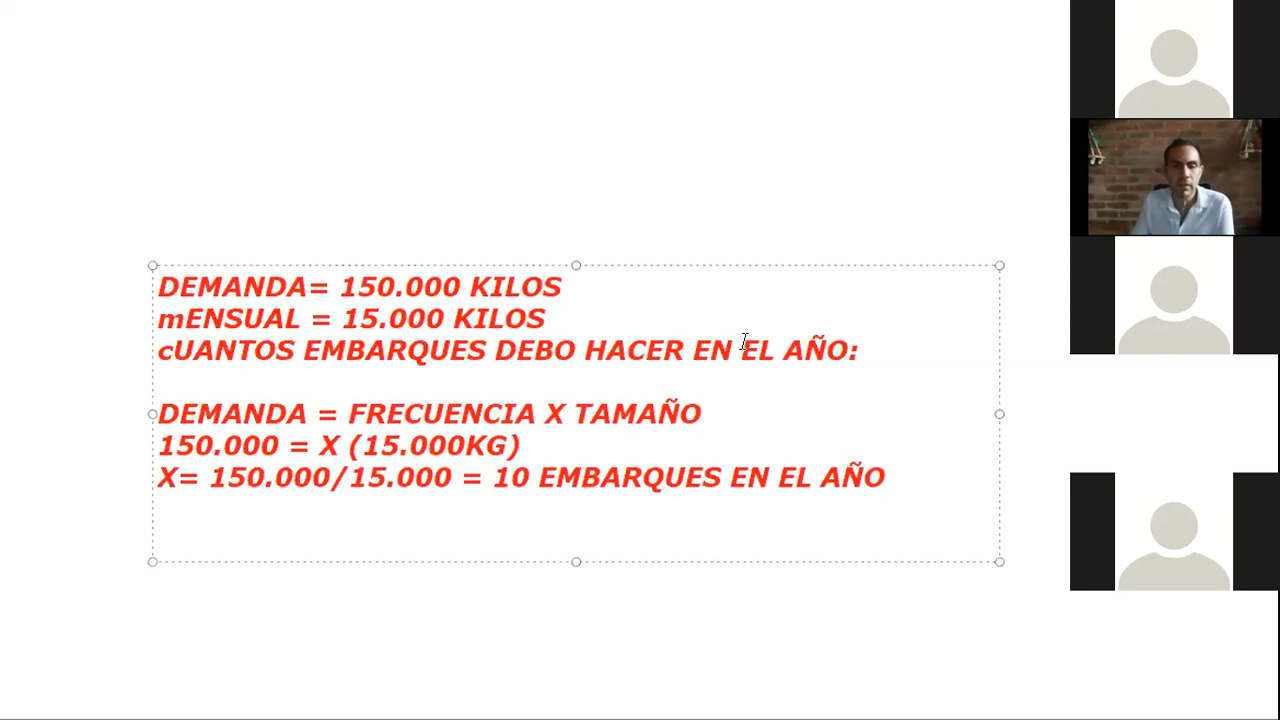 DEMANDA= 150.000 KILOS
mENSUAL = 15.000 KILOS
cUANTOS EMBARQUES DEBO HACER EN EL AÑO:
DEMANDA = FRECUENCIA X TAMAÑO
150.000 = X (15.000KG)
X= 150.000/15.000 = 10 EMBARQUES EN EL AÑO